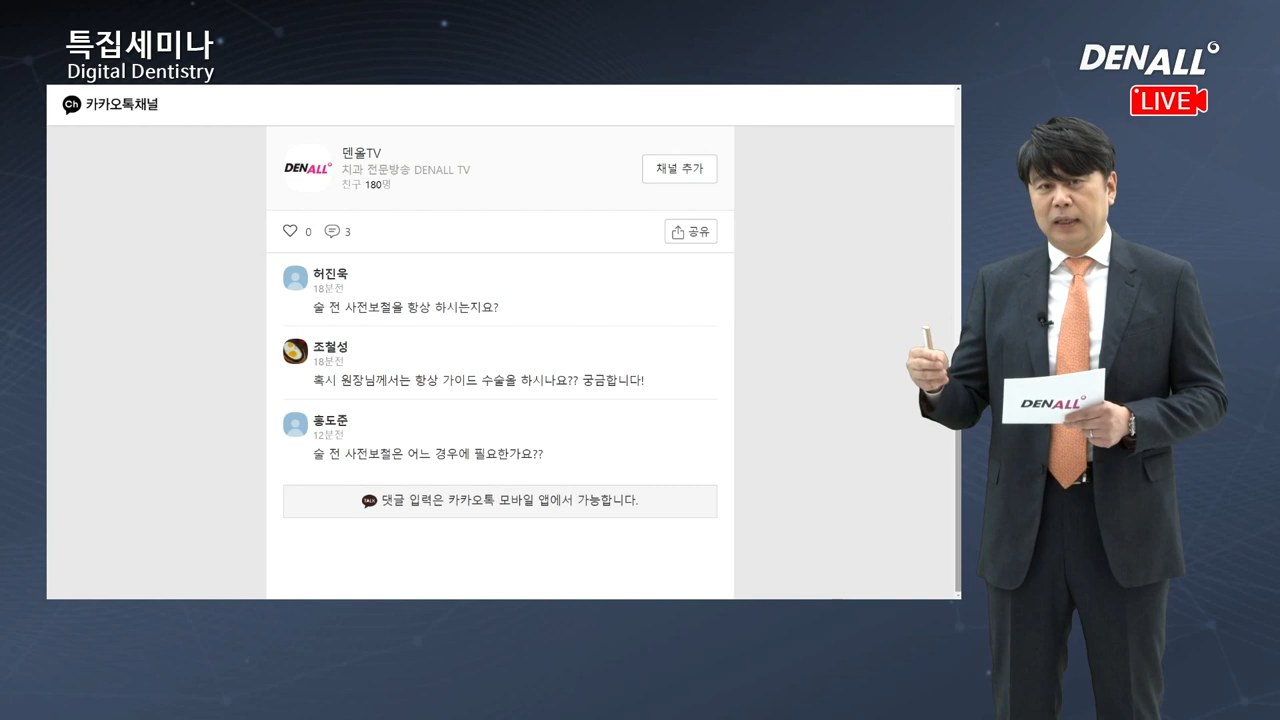 특집세미나
Digital Dentistry
DENALL
LIVE
Ch 카카오톡채널
DENALL
덴올TV
치과 전문방송 DENALL TV
친구 180명
채널 추가
0 3
공유
허진욱
18분전
술 전 사전보철을 항상 하시는지요?
조철성
18분전
혹시 원장님께서는 항상 가이드 수술을 하시나요?? 궁금합니다!
홍도준
12분전
술 전 사전보철은 어느 경우에 필요한가요??
TALK 댓글 입력은 카카오톡 모바일 앱에서 가능합니다.
DENALL